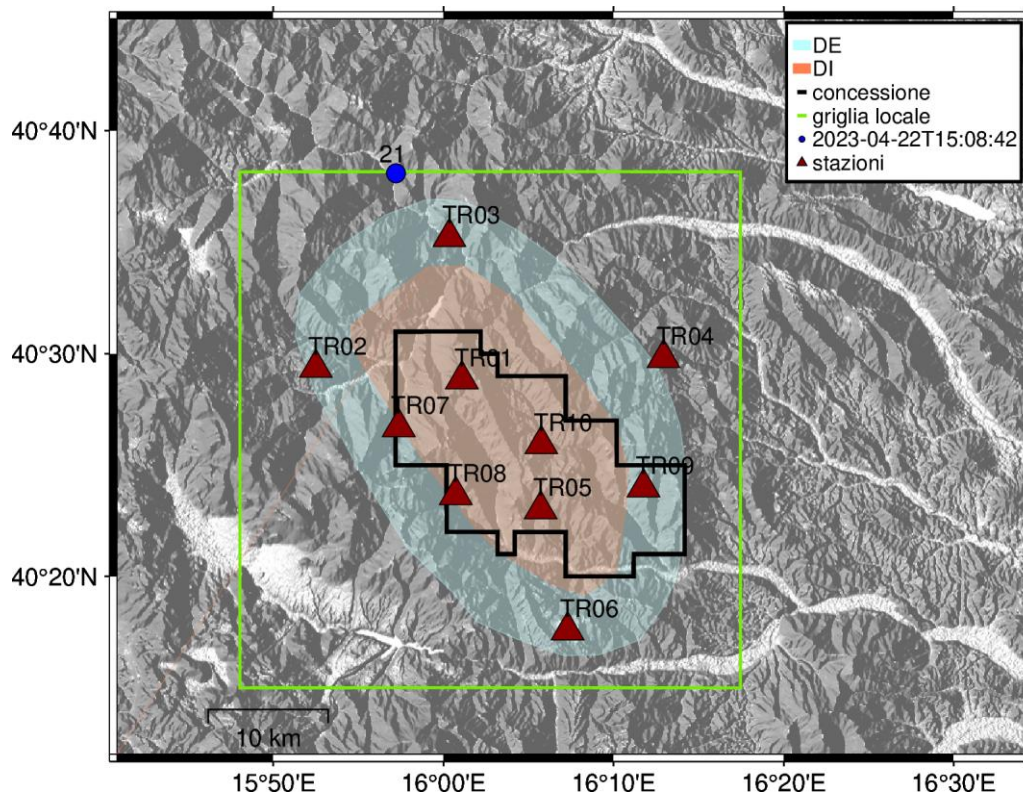 DE
DI
concessione
griglia locale
2023-04-22T15:08:42
stazioni
40°40'N
21
TR03
40°30'N
TR02
TR01
TR04
TR07
TR10
TR08
TR05
TR09
40°20'N
TR06
10 km
15°50'E
16°00'E
16°10'E
16°20'E
16°30'E